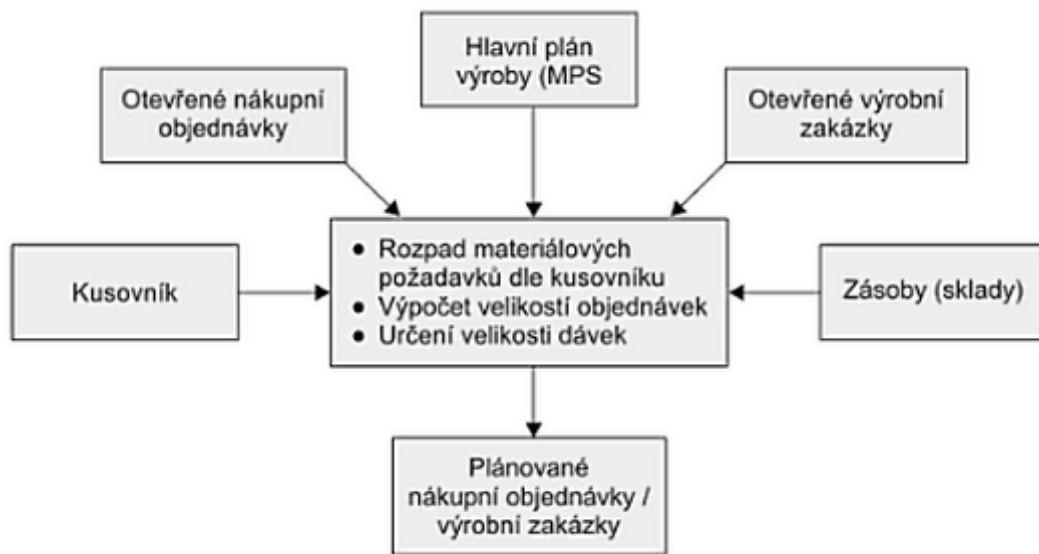 Hlavní plán
výroby (MPS
Otevřené nákupní
objednávky
Otevřené výrobní
zakázky
Kusovník
● Rozpad materiálových
požadavků dle kusovníku
● Výpočet velikostí objednávek
● Určení velikosti dávek
Zásoby (sklady)
Plánované
nákupní objednávky /
výrobní zakázky